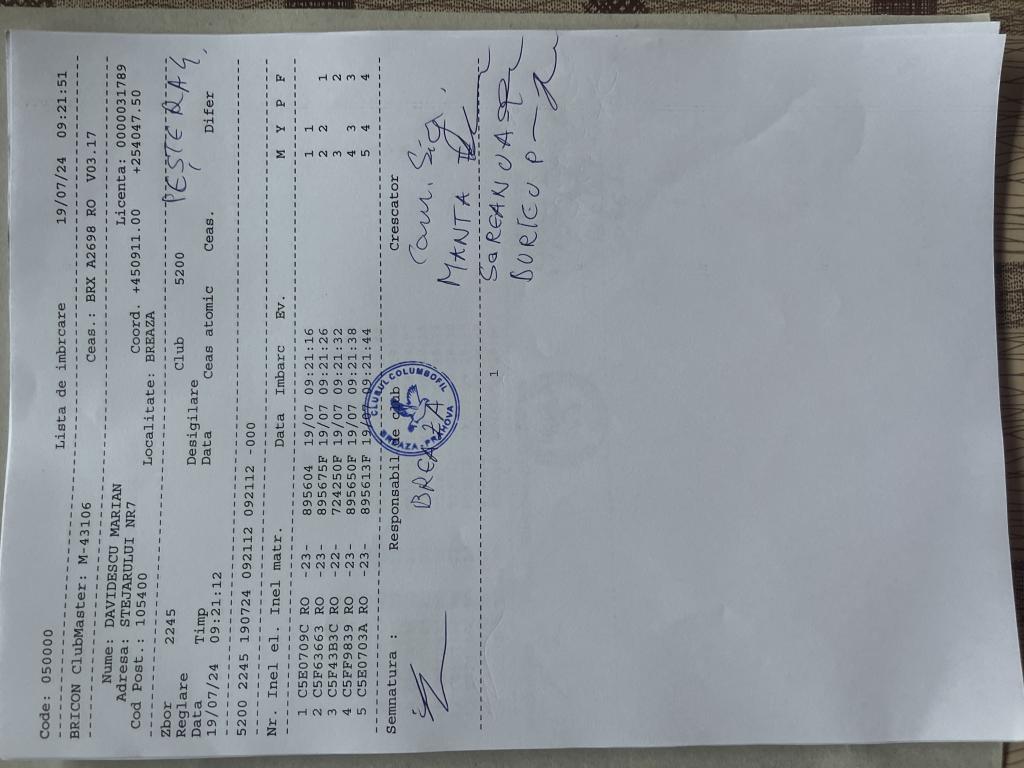 Code: 050000 Lista de imbrcare 19/07/24 09:21:51
BRICON ClubMaster: M-43106 Ceas.: BRX A2698 RO V03.17
Nume: DAVIDESCU MARIAN Licenta: 0000031789
Adresa: STEJARULUI NR7 Coord. +450911.00 +254047.50
Cod Post.: 105400 Localitate: BREAZA
Zbor 2245 Club 5200 PEȘTERA 4,
Reglare Desigilare
Data Timp Data Ceas atomic Ceas. Difer
19/07/24 09:21:12
5200 2245 190724 092112 092112 -000
Nr. Inel el. Inel matr. Data Imbarc Ev. M Y P F
1 C5E0709C RO -23- 895604 19/07 09:21:16 1 1
2 C5F63663 RO -23- 895675F 19/07 09:21:26 2 2 1
3 C5F43B3C RO -22- 724250F 19/07 09:21:32 3 2
4 C5FF9839 RO -23- 895650F 19/07 09:21:38 4 3 3
5 C5E0703A RO -23- 895613F 19/07 09:21:44 5 4 4
Semnatura : Responsabil de club Crescator
CLUBUL COLUMBOFIL
BREAZA - PRAHOVA
BREAZA
MANTA
1